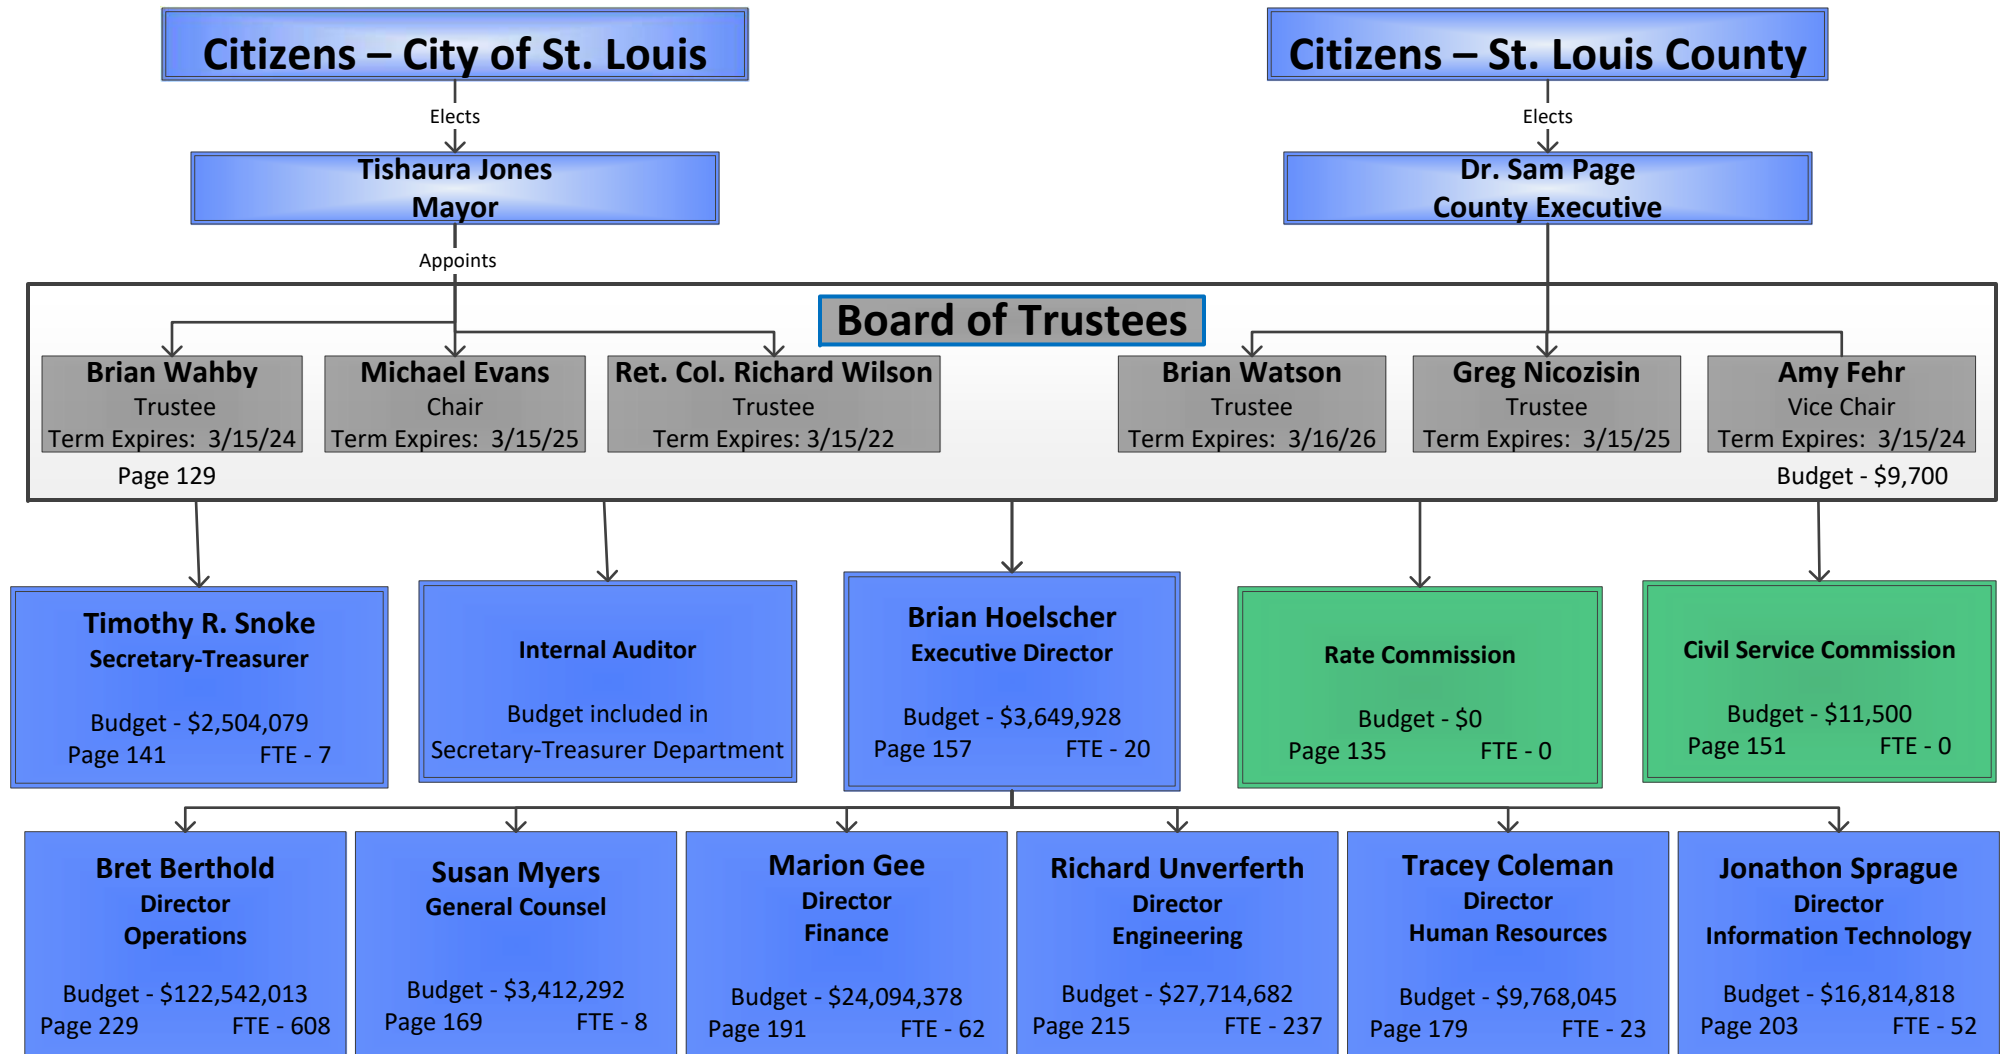 Citizens – City of St. Louis
Citizens – St. Louis County
Elects
Elects
Tishaura Jones
Mayor
Dr. Sam Page
County Executive
Appoints
Board of Trustees
Brian Wahby
Trustee
Term Expires: 3/15/24
Michael Evans
Chair
Term Expires: 3/15/25
Ret. Col. Richard Wilson
Trustee
Term Expires: 3/15/22
Brian Watson
Trustee
Term Expires: 3/16/26
Greg Nicozisin
Trustee
Term Expires: 3/15/25
Amy Fehr
Vice Chair
Term Expires: 3/15/24
Page 129
Budget - $9,700
Timothy R. Snoke
Secretary-Treasurer
Budget - $2,504,079
Page 141 FTE - 7
Internal Auditor
Budget included in
Secretary-Treasurer Department
Brian Hoelscher
Executive Director
Budget - $3,649,928
Page 157 FTE - 20
Rate Commission
Budget - $0
Page 135 FTE - 0
Civil Service Commission
Budget - $11,500
Page 151 FTE - 0
Bret Berthold
Director
Operations
Budget - $122,542,013
Page 229 FTE - 608
Susan Myers
General Counsel
Budget - $3,412,292
Page 169 FTE - 8
Marion Gee
Director
Finance
Budget - $24,094,378
Page 191 FTE - 62
Richard Unverferth
Director
Engineering
Budget - $27,714,682
Page 215 FTE - 237
Tracey Coleman
Director
Human Resources
Budget - $9,768,045
Page 179 FTE - 23
Jonathon Sprague
Director
Information Technology
Budget - $16,814,818
Page 203 FTE - 52